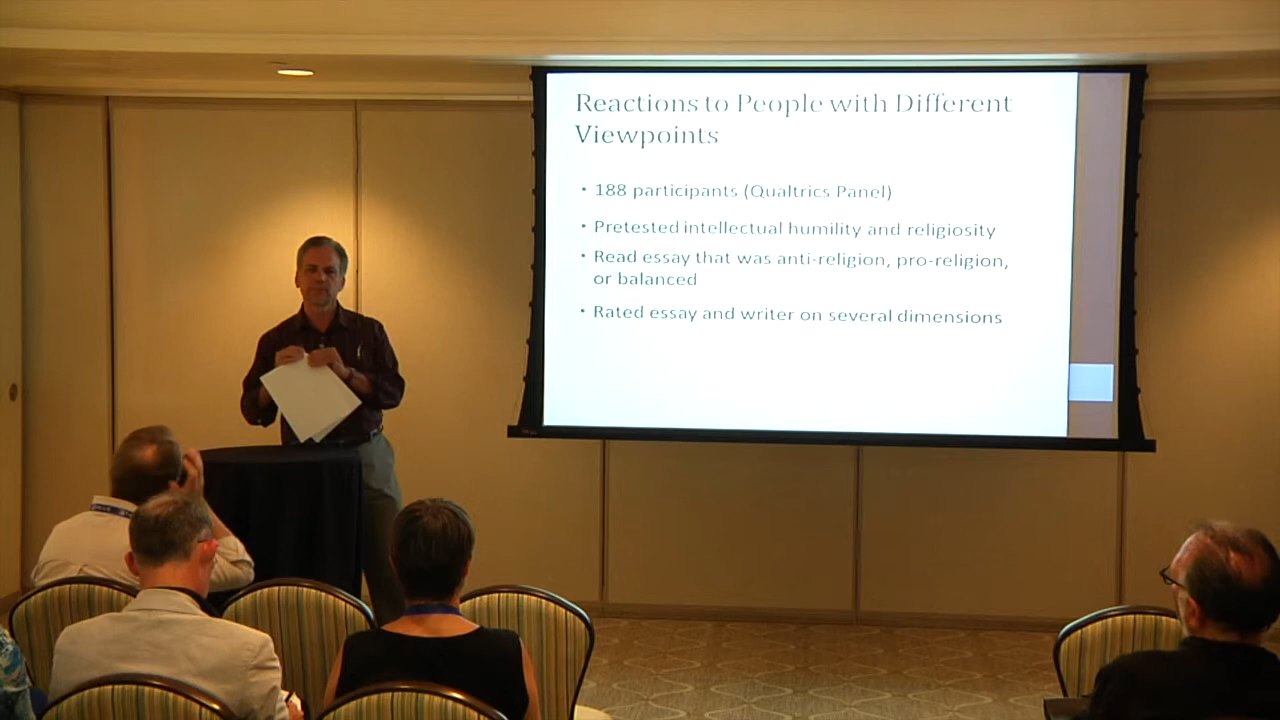 Reactions to People with Different
Viewpoints
• 188 participants (Qualtrics Panel)
• Pretested intellectual humility and religiosity
• Read essay that was anti-religion, pro-religion,
or balanced
• Rated essay and writer on several dimensions